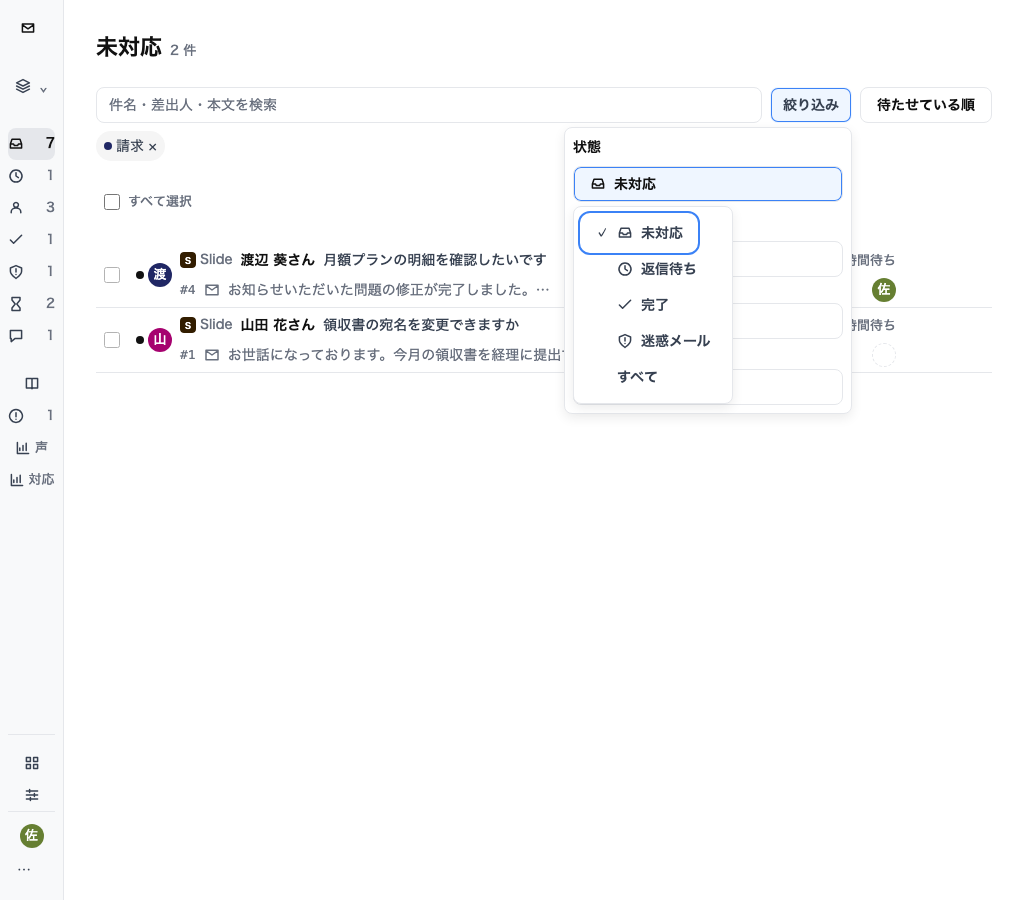 未対応 2 件
件名・差出人・本文を検索
絞り込み
待たせている順
請求 ×
状態
未対応
すべて選択
✓ 未対応
返信待ち
完了
迷惑メール
すべて
渡
S Slide 渡辺 葵さん 月額プランの明細を確認したいです
時間待ち
#4 お知らせいただいた問題の修正が完了しました。…
佐
山
S Slide 山田 花さん 領収書の宛名を変更できますか
時間待ち
#1 お世話になっております。今月の領収書を経理に提出
7
1
3
1
1
2
1
1
声
対応
佐
…